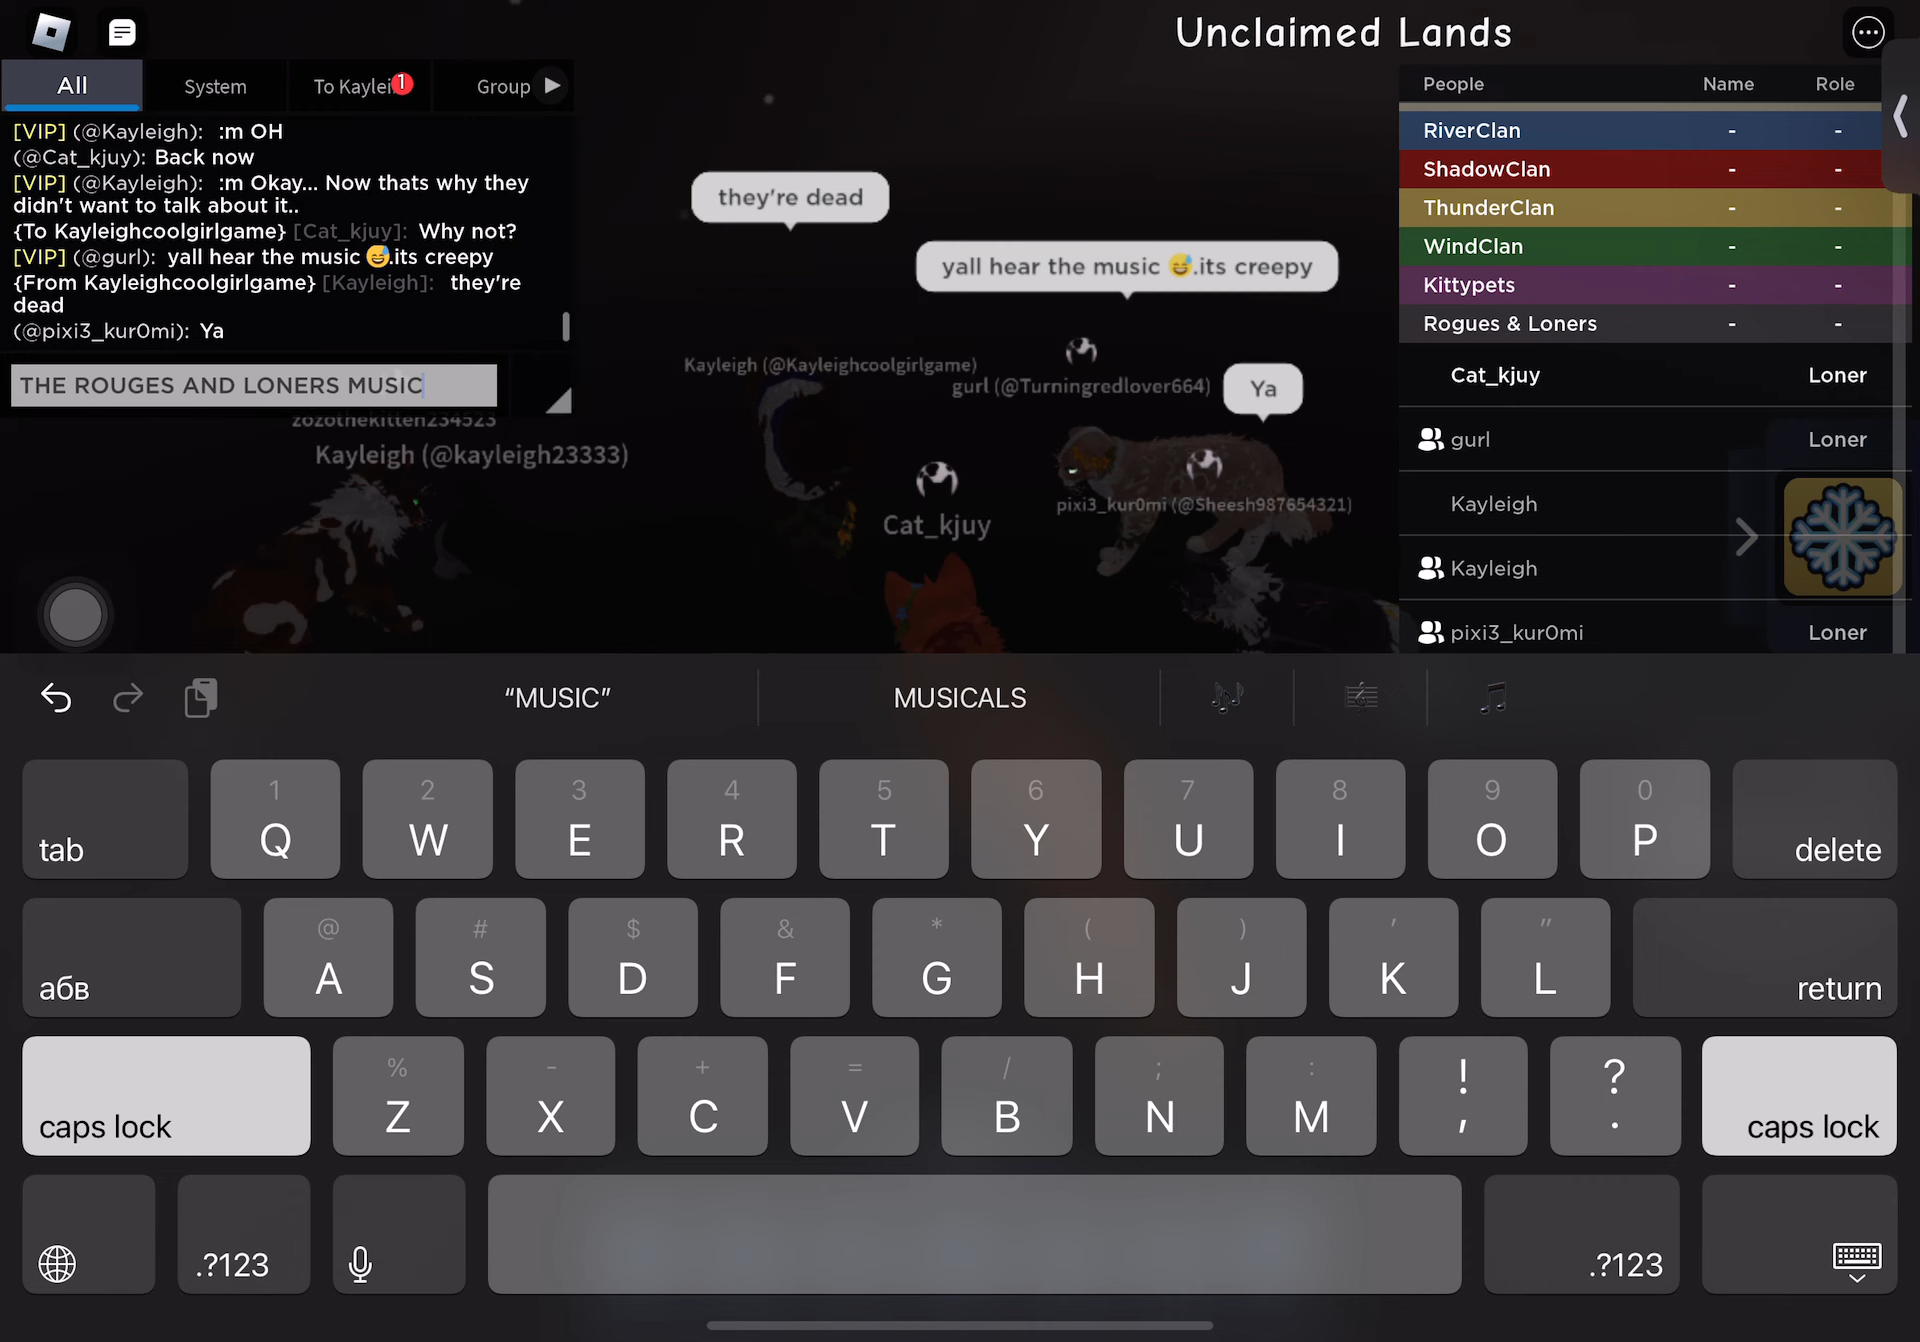 Unclaimed Lands
All
System
To Kaylei
1
Group
[VIP] (@Kayleigh): :m OH
(@Cat_kjuy): Back now
[VIP] (@Kayleigh): :m Okay... Now thats why they
didn't want to talk about it..
{To Kayleighcoolgirlgame} [Cat_kjuy]: Why not?
[VIP] (@gurl): yall hear the music 😅.its creepy
{From Kayleighcoolgirlgame} [Kayleigh]: they're
dead
(@pixi3_kur0mi): Ya
THE ROUGES AND LONERS MUSIC
they're dead
yall hear the music 😅.its creepy
Kayleigh (@Kayleighcoolgirlgame)
gurl (@Turningredlover664)
Ya
zozothekitten234523
Kayleigh (@kayleigh23333)
Cat_kjuy
pixi3_kur0mi (@Sheesh987654321)
People Name Role
RiverClan - -
ShadowClan - -
ThunderClan - -
WindClan - -
Kittypets - -
Rogues & Loners - -
Cat_kjuy Loner
gurl Loner
Kayleigh
Kayleigh
pixi3_kur0mi Loner
“MUSIC”
MUSICALS
tab
1 2 3 4 5 6 7 8 9 0
Q W E R T Y U I O P
delete
@ # $ & * ( ) ' "
абв
A S D F G H J K L
return
% - + = / ; : ! ?
caps lock
Z X C V B N M , .
caps lock
.?123
.?123